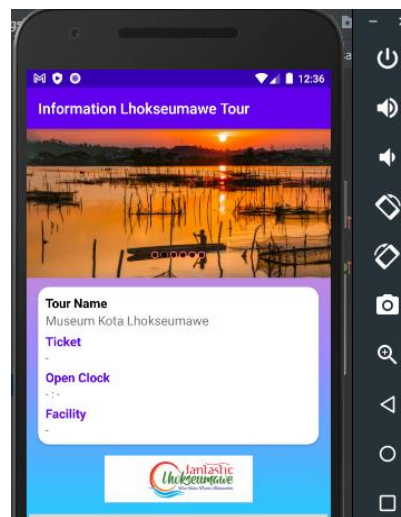 12:36
Information Lhokseumawe Tour
Tour Name
Museum Kota Lhokseumawe
Ticket
-
Open Clock
- : -
Facility
-
fantastic
Lhokseumawe